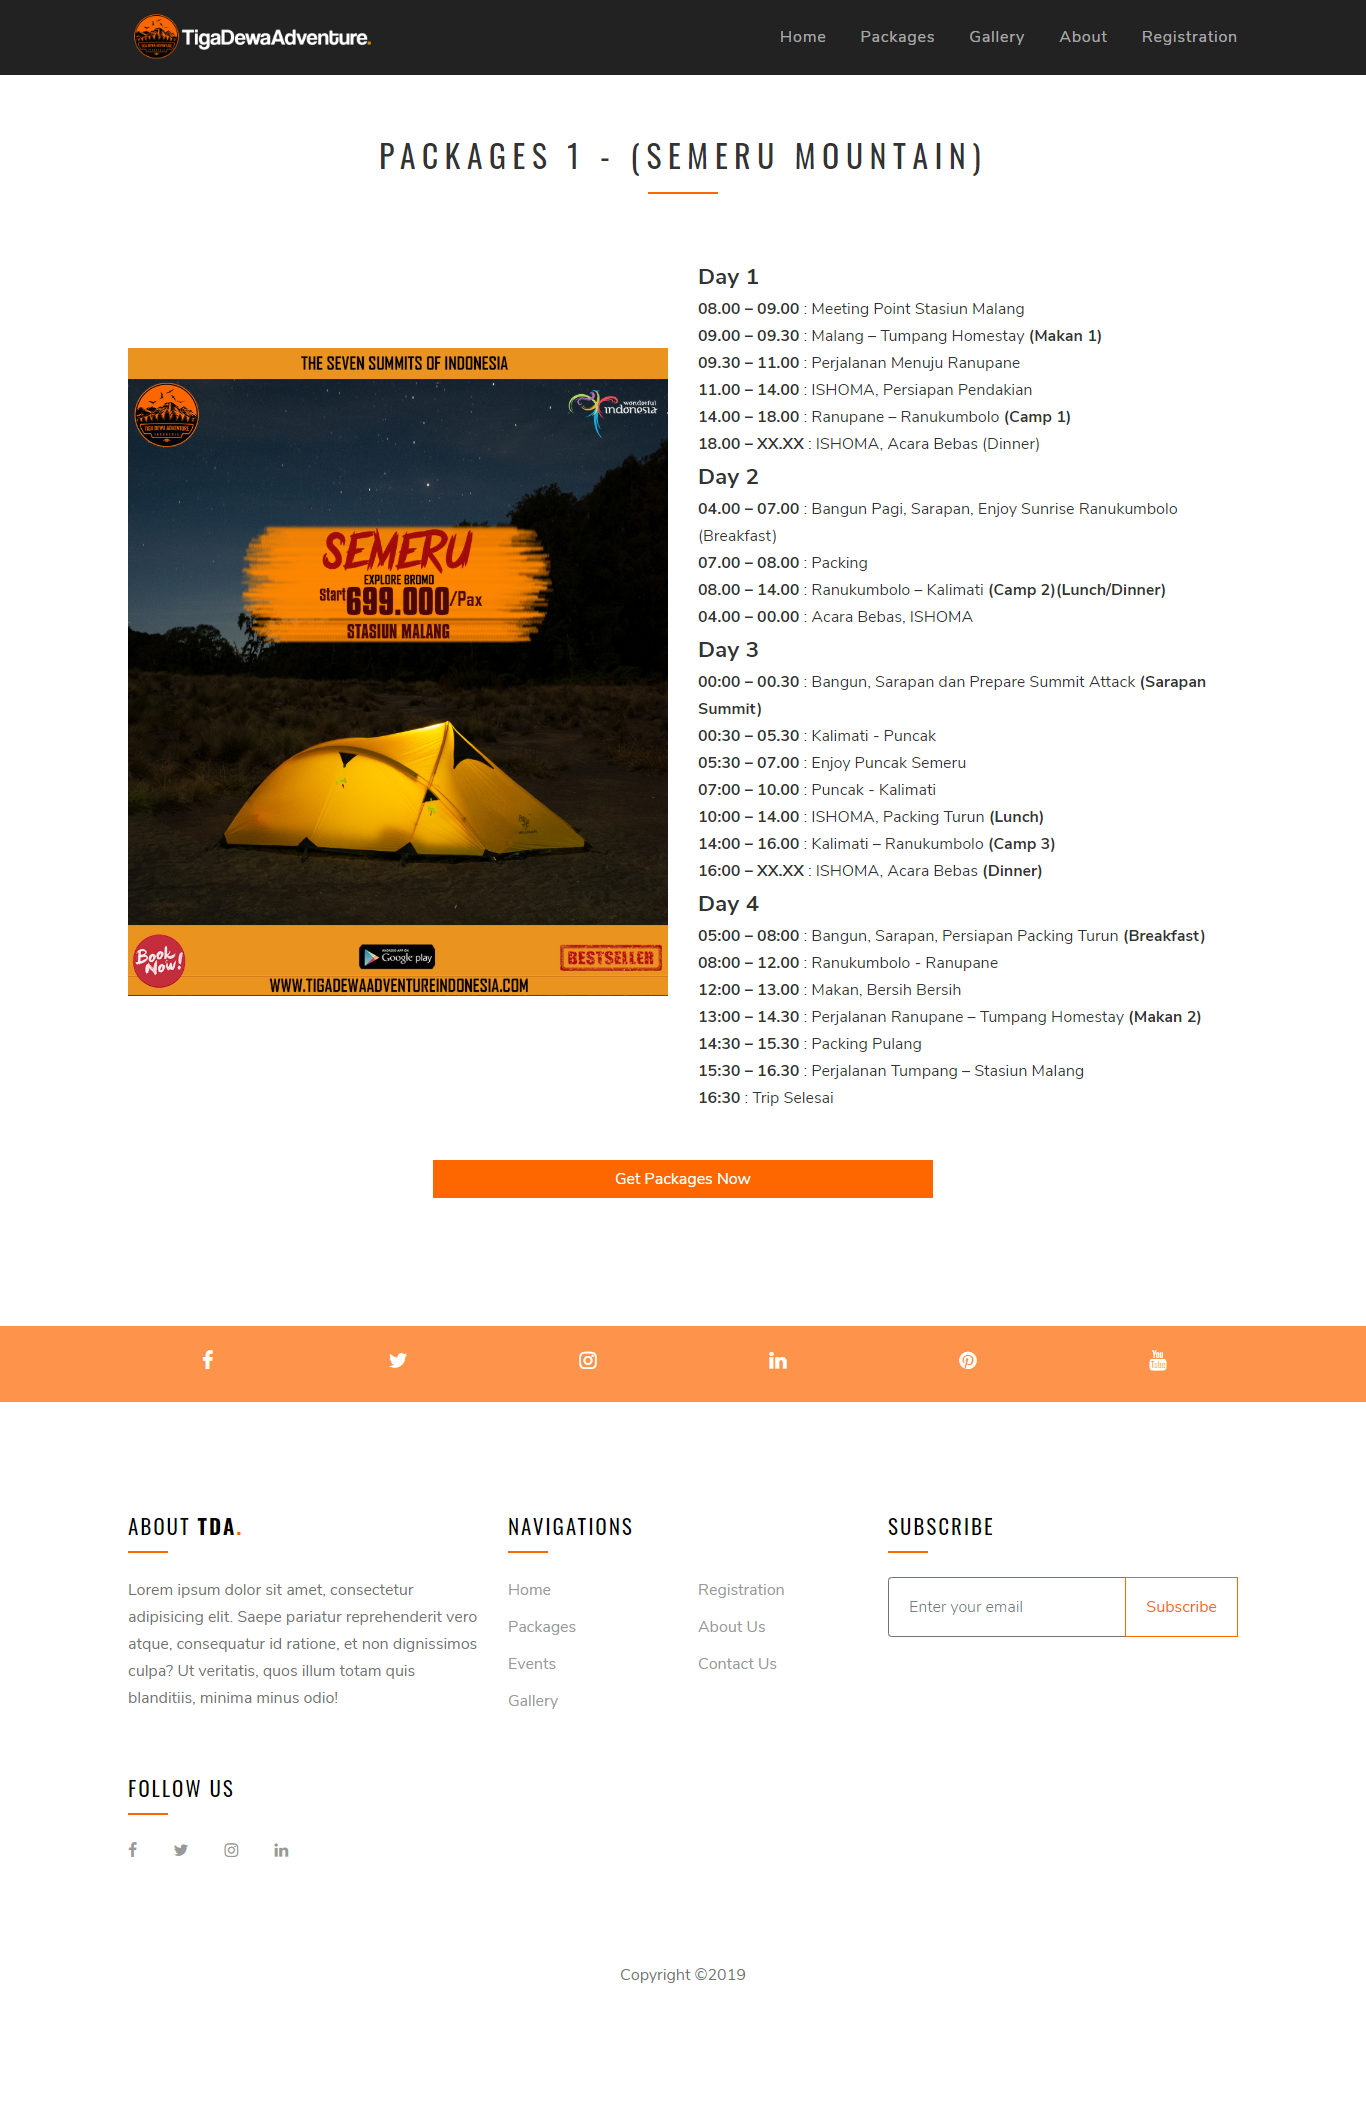 TigaDewaAdventure.
Home Packages Gallery About Registration
PACKAGES 1 - (SEMERU MOUNTAIN)
THE SEVEN SUMMITS OF INDONESIA
TIGA DEWA ADVENTURE
INDONESIA
wonderful
indonesia
SEMERU
EXPLORE BROMO
Start 699.000/Pax
STASIUN MALANG
Book Now!
ANDROID APP ON
Google play
BESTSELLER
WWW.TIGADEWAADVENTUREINDONESIA.COM
Day 1
08.00 – 09.00 : Meeting Point Stasiun Malang
09.00 – 09.30 : Malang – Tumpang Homestay (Makan 1)
09.30 – 11.00 : Perjalanan Menuju Ranupane
11.00 – 14.00 : ISHOMA, Persiapan Pendakian
14.00 – 18.00 : Ranupane – Ranukumbolo (Camp 1)
18.00 – XX.XX : ISHOMA, Acara Bebas (Dinner)
Day 2
04.00 – 07.00 : Bangun Pagi, Sarapan, Enjoy Sunrise Ranukumbolo
(Breakfast)
07.00 – 08.00 : Packing
08.00 – 14.00 : Ranukumbolo – Kalimati (Camp 2)(Lunch/Dinner)
04.00 – 00.00 : Acara Bebas, ISHOMA
Day 3
00:00 – 00.30 : Bangun, Sarapan dan Prepare Summit Attack (Sarapan
Summit)
00:30 – 05.30 : Kalimati - Puncak
05:30 – 07.00 : Enjoy Puncak Semeru
07:00 – 10.00 : Puncak - Kalimati
10:00 – 14.00 : ISHOMA, Packing Turun (Lunch)
14:00 – 16.00 : Kalimati – Ranukumbolo (Camp 3)
16:00 – XX.XX : ISHOMA, Acara Bebas (Dinner)
Day 4
05:00 – 08:00 : Bangun, Sarapan, Persiapan Packing Turun (Breakfast)
08:00 – 12.00 : Ranukumbolo - Ranupane
12:00 – 13.00 : Makan, Bersih Bersih
13:00 – 14.30 : Perjalanan Ranupane – Tumpang Homestay (Makan 2)
14:30 – 15.30 : Packing Pulang
15:30 – 16.30 : Perjalanan Tumpang – Stasiun Malang
16:30 : Trip Selesai
Get Packages Now
You
Tube
ABOUT TDA.
Lorem ipsum dolor sit amet, consectetur
adipisicing elit. Saepe pariatur reprehenderit vero
atque, consequatur id ratione, et non dignissimos
culpa? Ut veritatis, quos illum totam quis
blanditiis, minima minus odio!
NAVIGATIONS
Home
Packages
Events
Gallery
Registration
About Us
Contact Us
SUBSCRIBE
Enter your email
Subscribe
FOLLOW US
Copyright ©2019